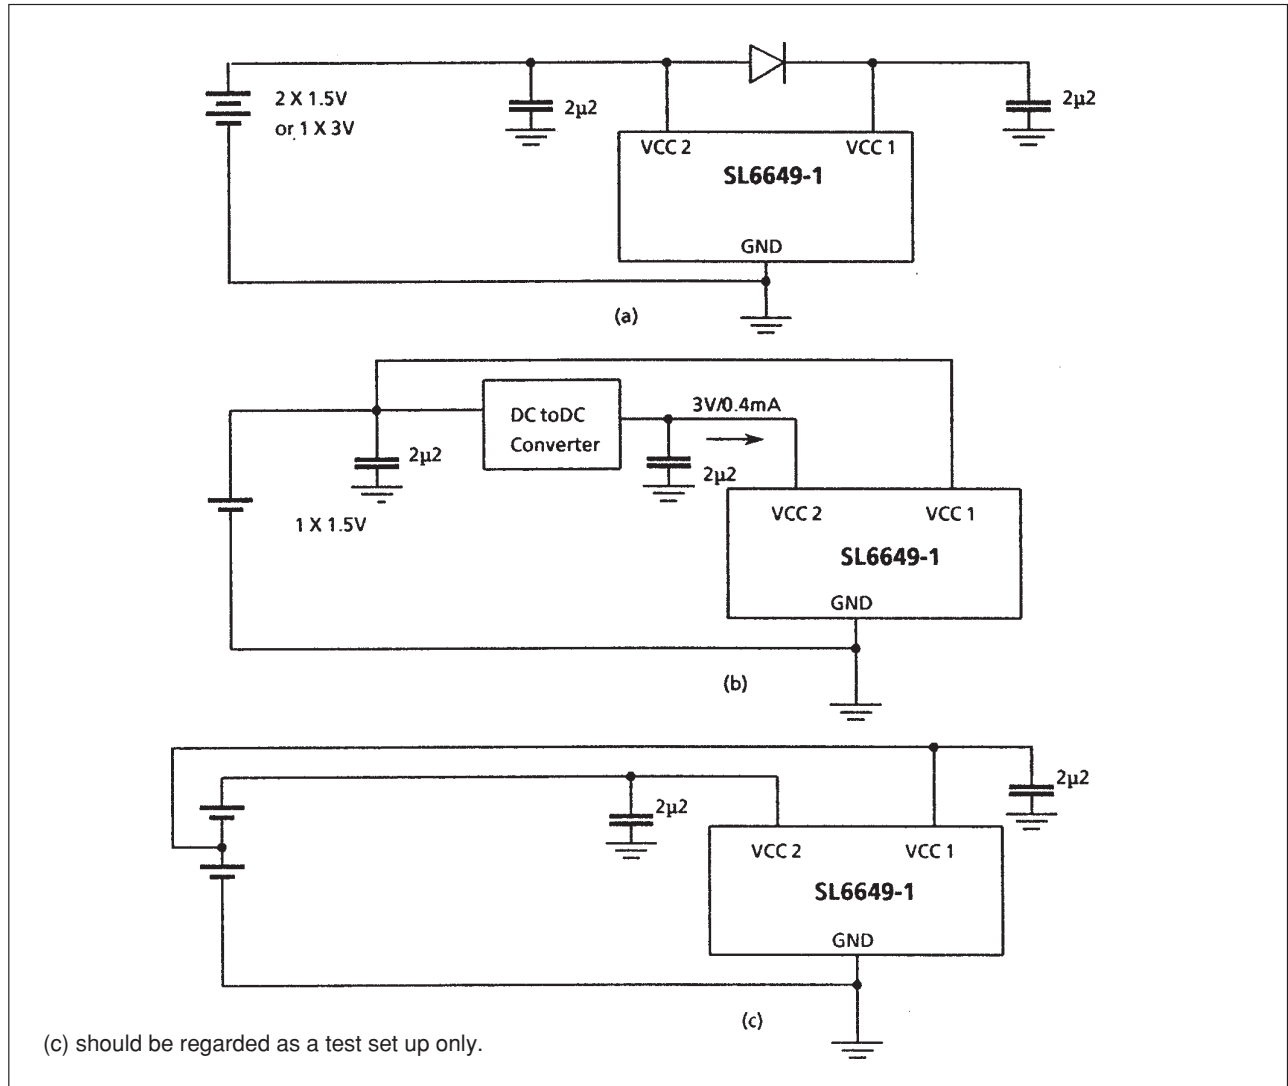 2 X 1.5V
or 1 X 3V
2µ2
2µ2
VCC 2
VCC 1
SL6649-1
GND
(a)
DC toDC
Converter
3V/0.4mA
2µ2
2µ2
1 X 1.5V
VCC 2
VCC 1
SL6649-1
GND
(b)
2µ2
2µ2
VCC 2
VCC 1
SL6649-1
GND
(c)
(c) should be regarded as a test set up only.